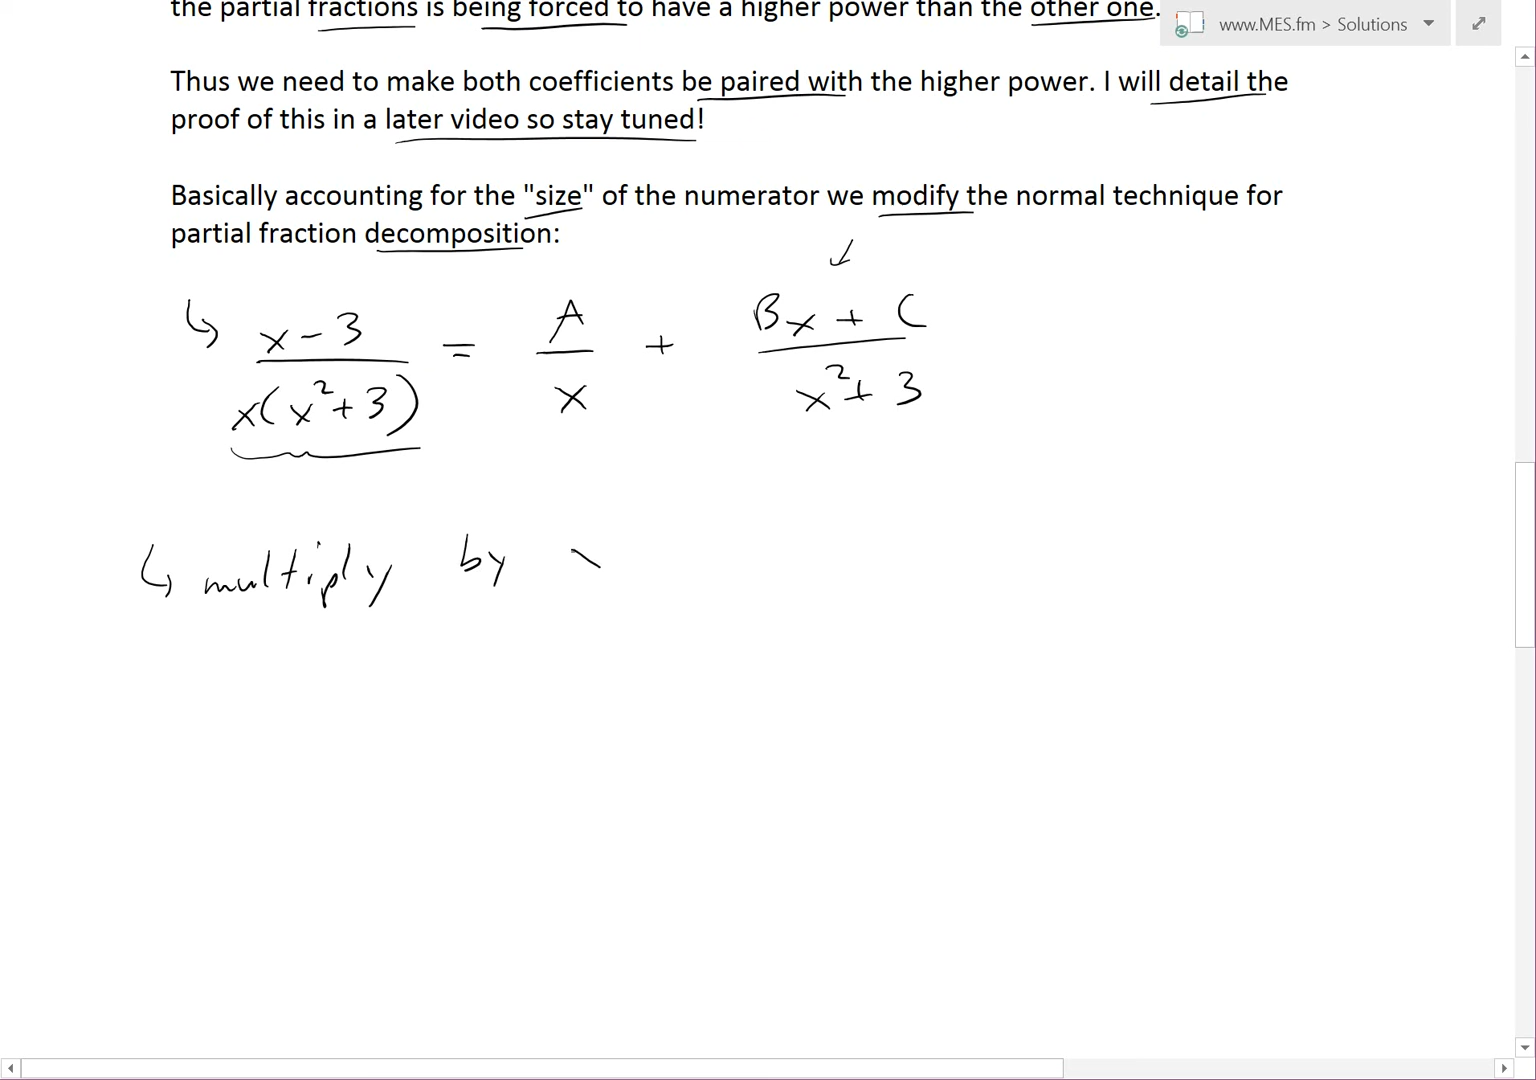 the partial fractions is being forced to have a higher power than the other one.
www.MES.fm > Solutions
Thus we need to make both coefficients be paired with the higher power. I will detail the
proof of this in a later video so stay tuned!
Basically accounting for the "size" of the numerator we modify the normal technique for
partial fraction decomposition:
↳ (x - 3)/(x(x² + 3)) = A/x + (Bx + C)/(x² + 3)
↳ multiply by